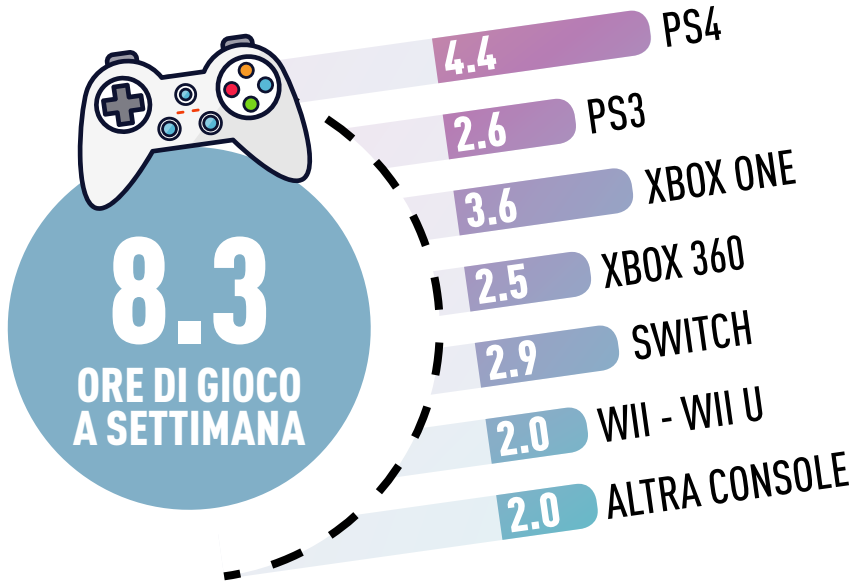 4.4 PS4
2.6 PS3
3.6 XBOX ONE
2.5 XBOX 360
2.9 SWITCH
2.0 WII - WII U
2.0 ALTRA CONSOLE
8.3
ORE DI GIOCO
A SETTIMANA